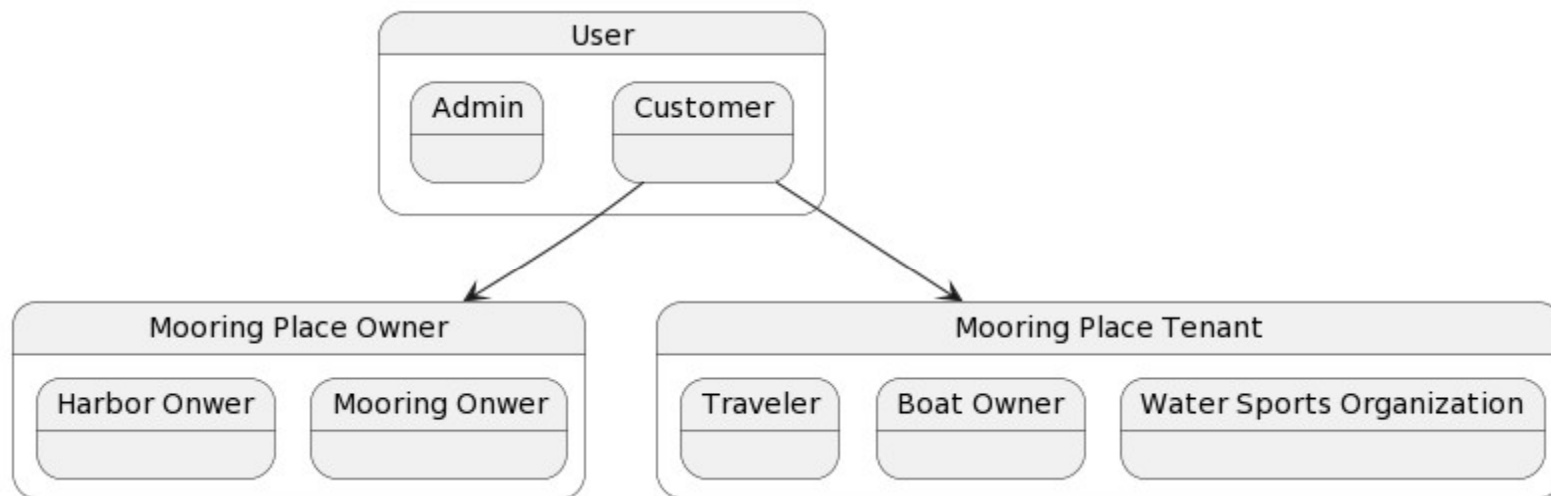 User
Admin
Customer
Mooring Place Owner
Mooring Place Tenant
Harbor Onwer
Mooring Onwer
Traveler
Boat Owner
Water Sports Organization